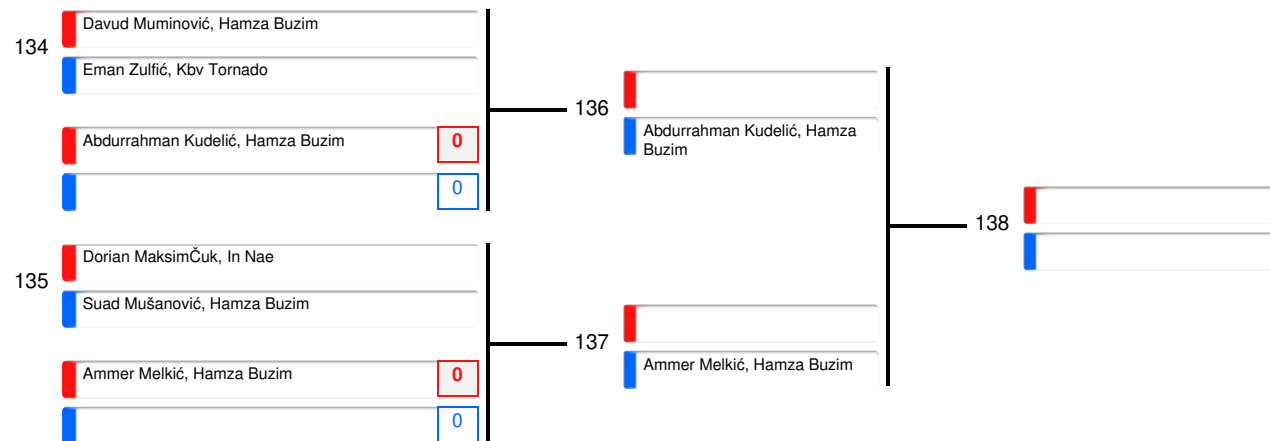 134
Davud Muminović, Hamza Buzim
Eman Zulfić, Kbv Tornado
Abdurrahman Kudelić, Hamza Buzim
0
0
135
Dorian MaksimČuk, In Nae
Suad Mušanović, Hamza Buzim
Ammer Melkić, Hamza Buzim
0
0
136
Abdurrahman Kudelić, Hamza
Buzim
137
Ammer Melkić, Hamza Buzim
138